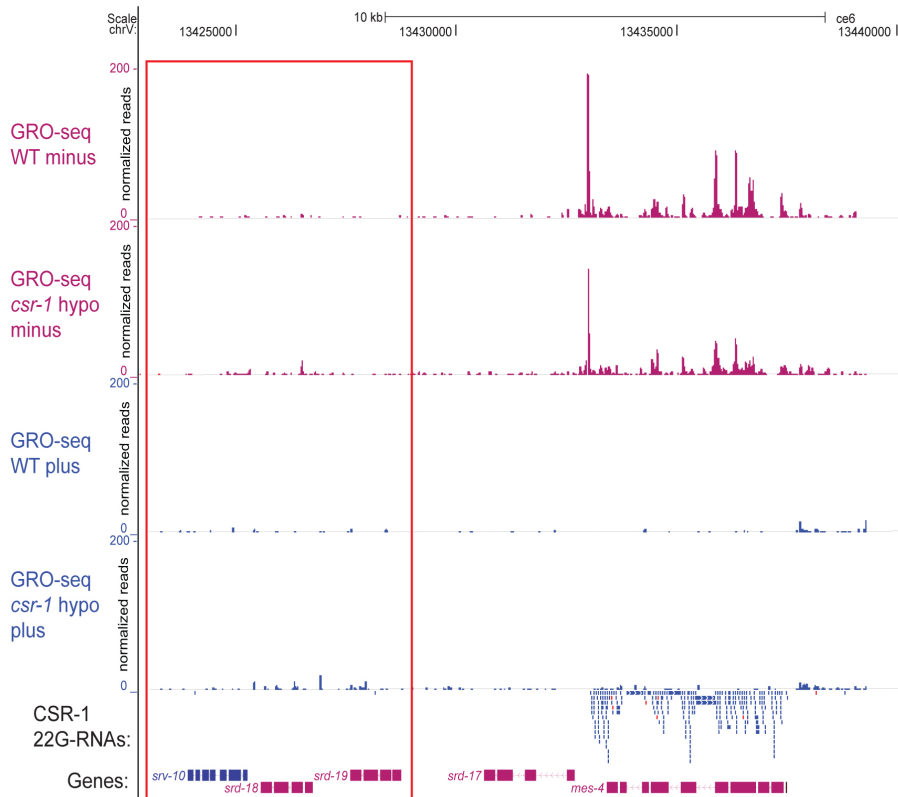 Scale
10 kb
ce6
chrV:
13425000
13430000
13435000
13440000
GRO-seq
WT minus
200
normalized reads
0
GRO-seq
csr-1 hypo
minus
200
normalized reads
0
GRO-seq
WT plus
200
normalized reads
0
GRO-seq
csr-1 hypo
plus
200
normalized reads
0
CSR-1
22G-RNAs:
Genes:
srv-10
srd-18
srd-19
srd-17
mes-4